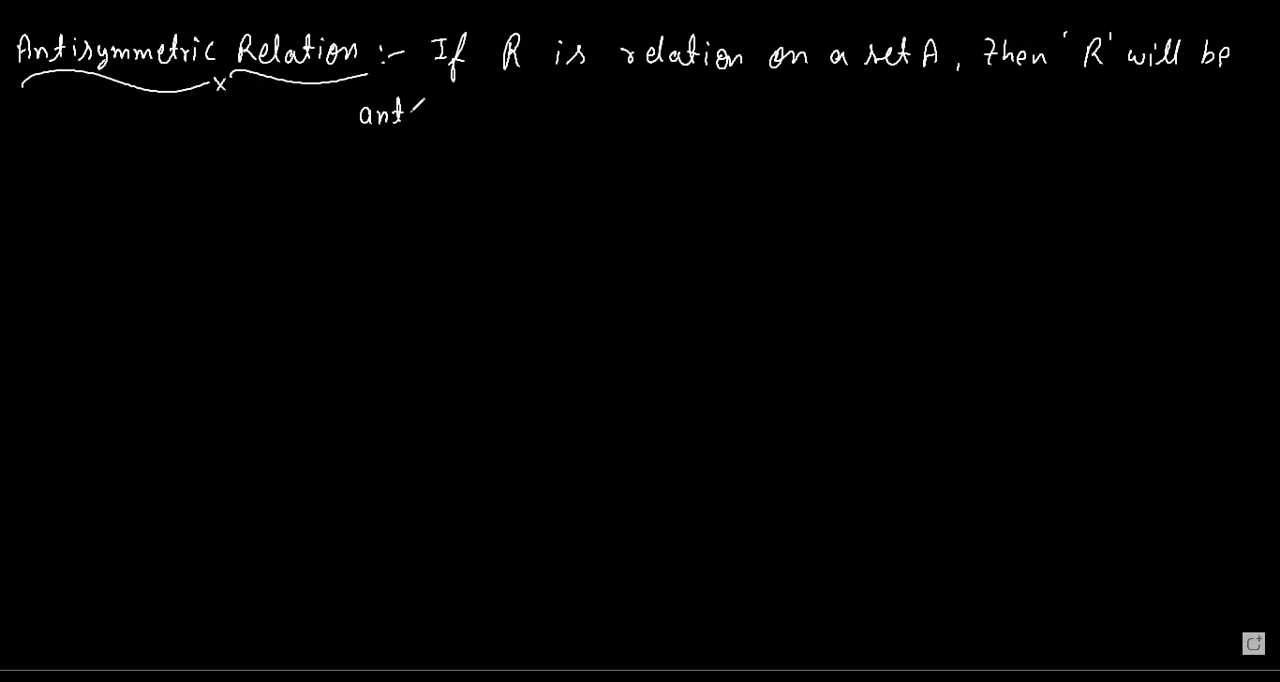 Antisymmetric Relation :- If R is relation on a set A, then 'R' will be
ant